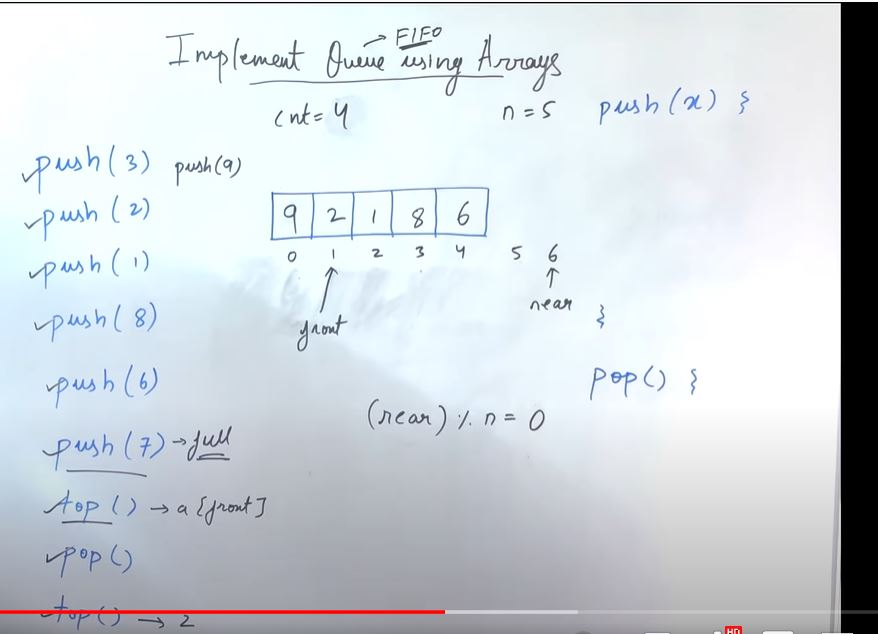 → FIFO
Implement Queue using Arrays
cnt = 4
n = 5
push(x) {
push(3) push(9)
push(2)
9 2 1 8 6
0 1 2 3 4 5 6
push(1)
front
rear
}
push(8)
push(6)
pop() {
(rear) % n = 0
push(7) → full
top() → a[front]
pop()
top() → 2
HD